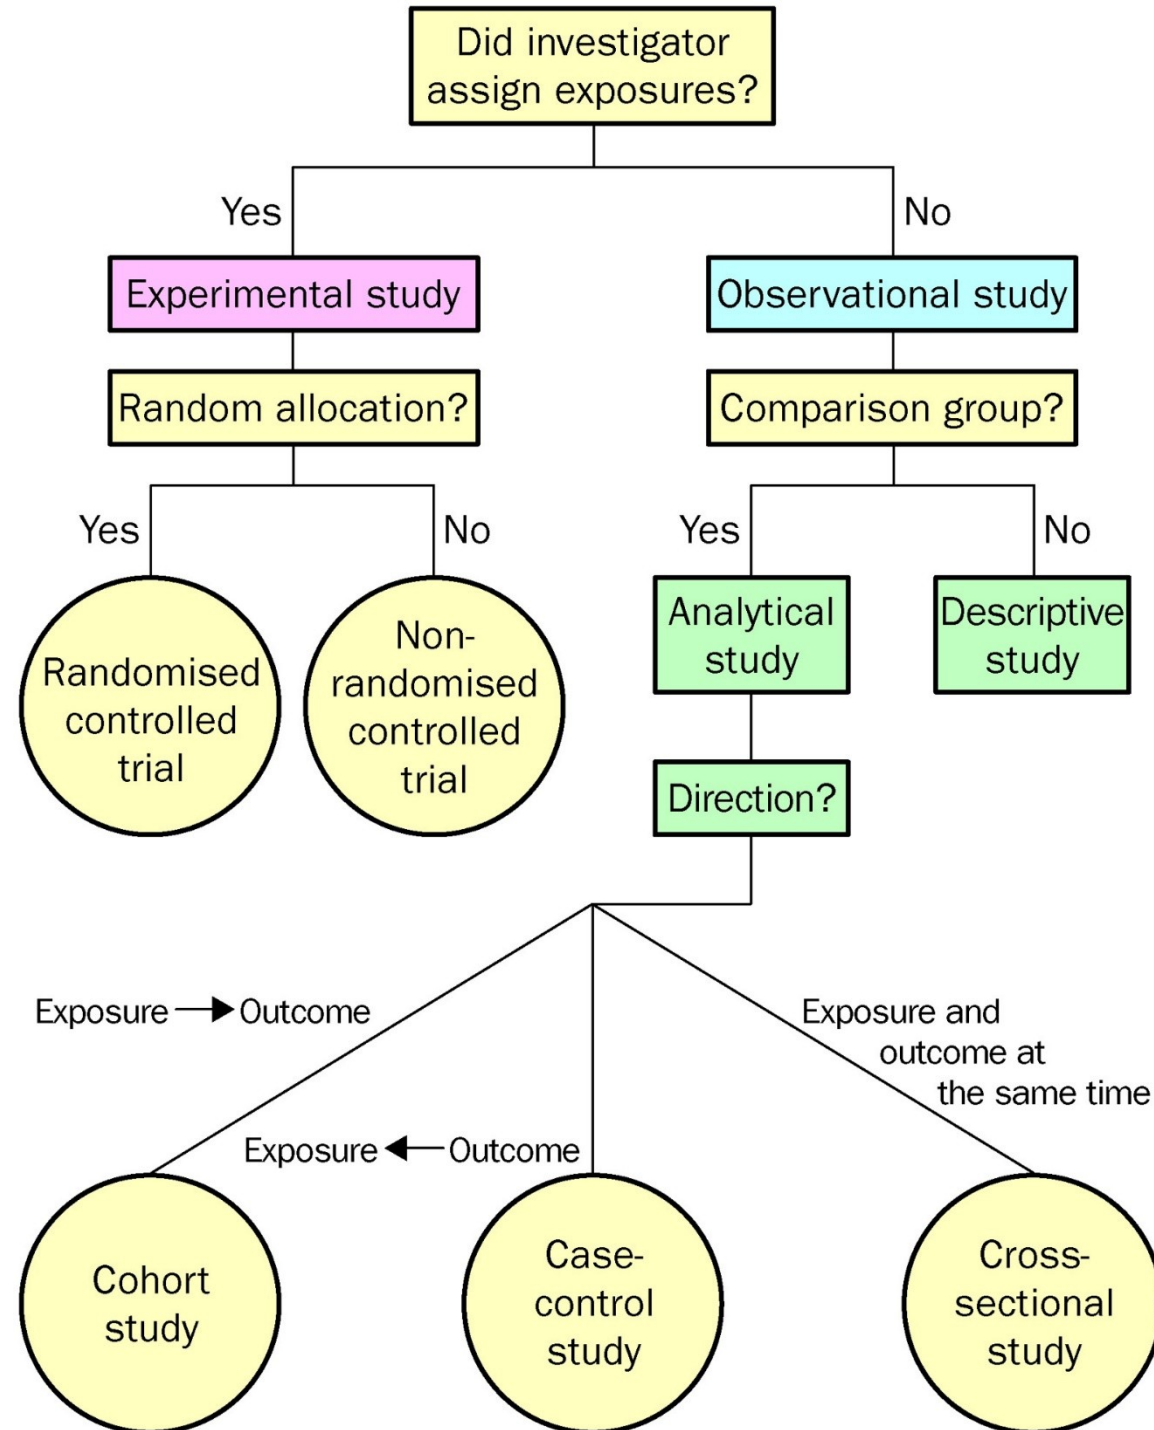 Did investigator
assign exposures?
Yes
No
Experimental study
Observational study
Random allocation?
Comparison group?
Yes
No
Yes
No
Randomised
controlled
trial
Non-
randomised
controlled
trial
Analytical
study
Descriptive
study
Direction?
Exposure → Outcome
Exposure and
outcome at
the same time
Exposure ← Outcome
Cohort
study
Case-
control
study
Cross-
sectional
study